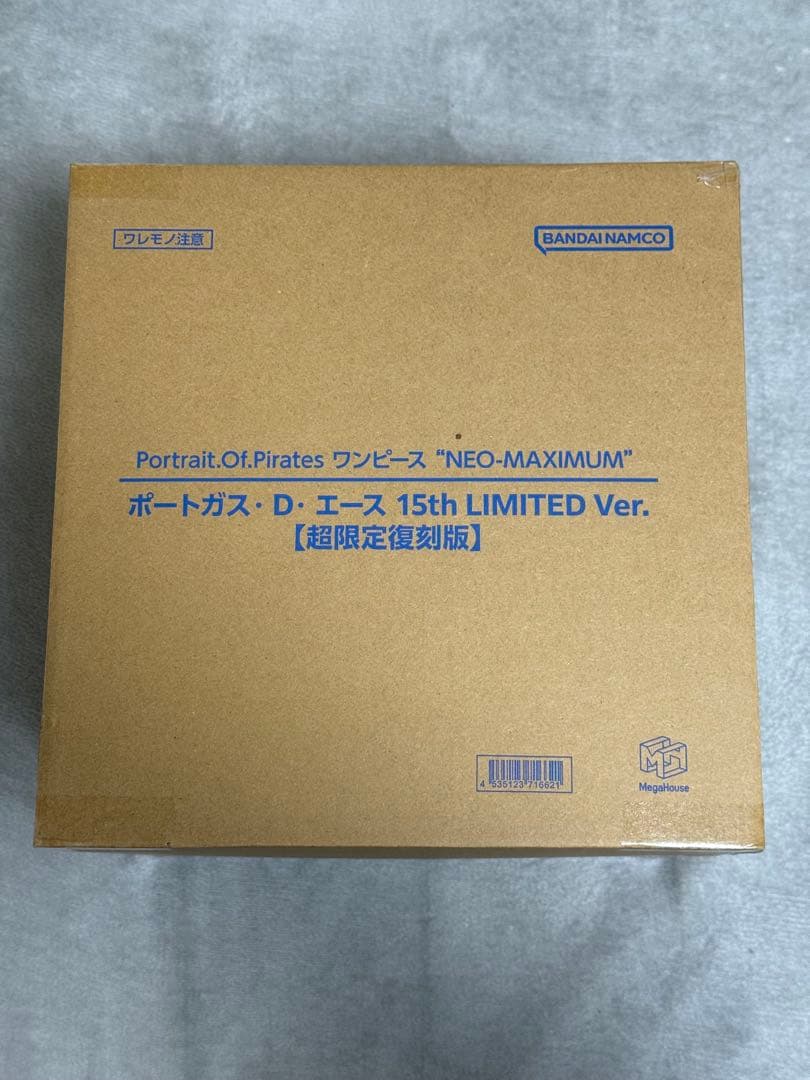 ワレモノ注意
BANDAI NAMCO
Portrait.Of.Pirates ワンピース “NEO-MAXIMUM”
ポートガス・D・エース 15th LIMITED Ver.
【超限定復刻版】
4 535123 716621
MH
MegaHouse